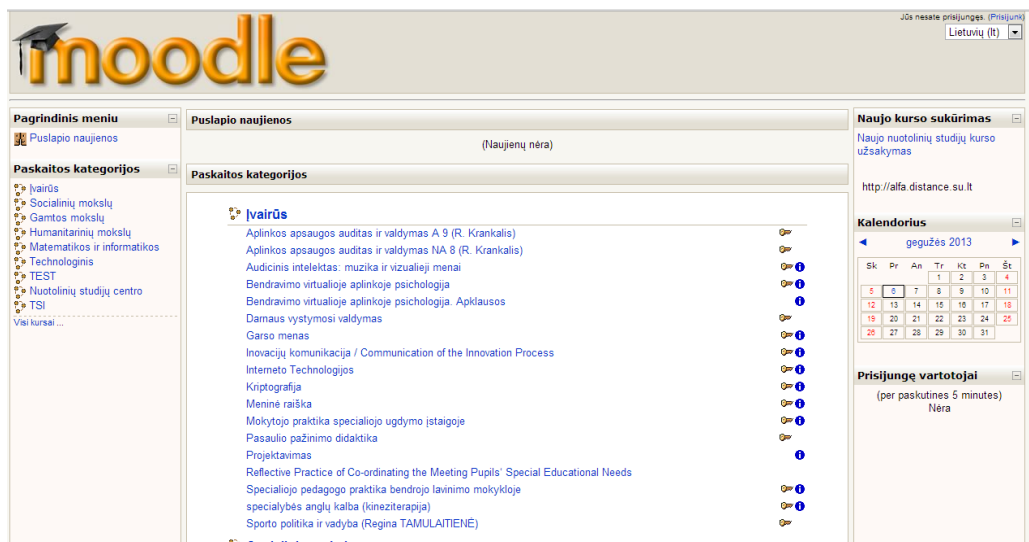 moodle
Jūs nesate prisijungęs. (Prisijunk)
Lietuvių (lt)
Pagrindinis meniu
Puslapio naujienos
Paskaitos kategorijos
Įvairūs
Socialinių mokslų
Gamtos mokslų
Humanitarinių mokslų
Matematikos ir informatikos
Technologinis
TEST
Nuotolinių studijų centro
TSI
Visi kursai ...
Puslapio naujienos
(Naujienų nėra)
Paskaitos kategorijos
Įvairūs
Aplinkos apsaugos auditas ir valdymas A 9 (R. Krankalis)
Aplinkos apsaugos auditas ir valdymas NA 8 (R. Krankalis)
Audicinis intelektas: muzika ir vizualieji menai
Bendravimo virtualioje aplinkoje psichologija
Bendravimo virtualioje aplinkoje psichologija. Apklausos
Darnaus vystymosi valdymas
Garso menas
Inovacijų komunikacija / Communication of the Innovation Process
Interneto Technologijos
Kriptografija
Meninė raiška
Mokytojo praktika specialiojo ugdymo įstaigoje
Pasaulio pažinimo didaktika
Projektavimas
Reflective Practice of Co-ordinating the Meeting Pupils' Special Educational Needs
Specialiojo pedagogo praktika bendrojo lavinimo mokykloje
specialybės anglų kalba (kineziterapija)
Sporto politika ir vadyba (Regina TAMULAITIENĖ)
Naujo kurso sukūrimas
Naujo nuotolinių studijų kurso
užsakymas
http://alfa.distance.su.lt
Kalendorius
gegužės 2013
Sk Pr An Tr Kt Pn Št
1 2 3 4
5 6 7 8 9 10 11
12 13 14 15 16 17 18
19 20 21 22 23 24 25
26 27 28 29 30 31
Prisijungę vartotojai
(per paskutines 5 minutes)
Nėra